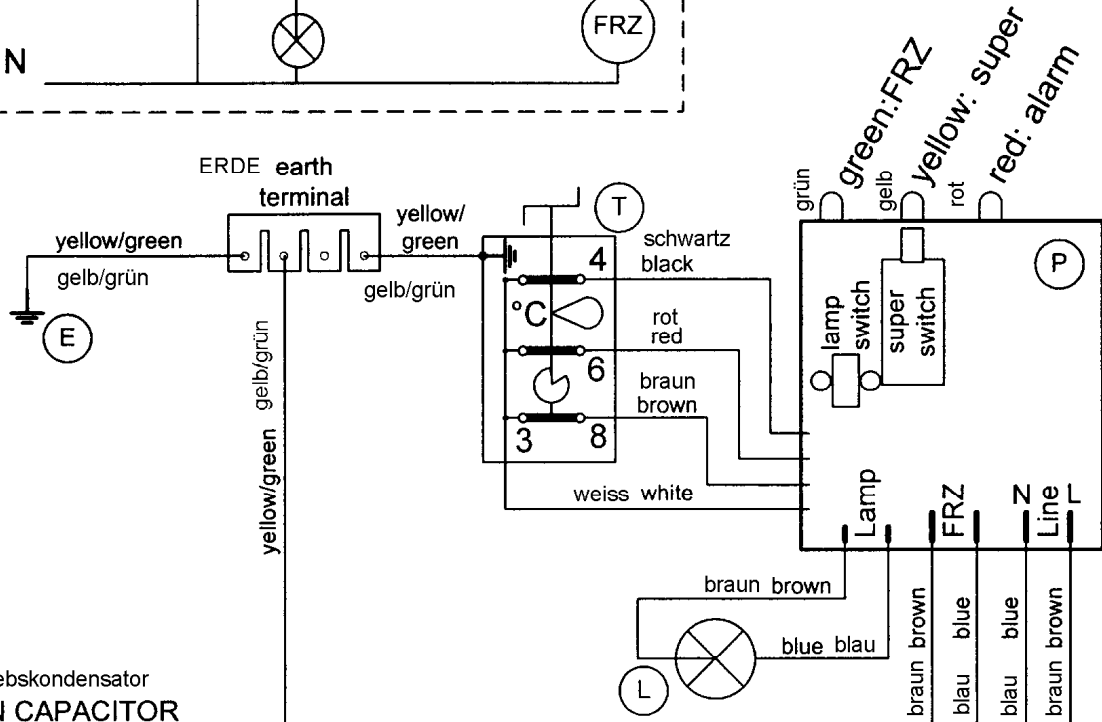 FRZ
N
ERDE earth
terminal
yellow/green
gelb/grün
yellow/
green
gelb/grün
E
yellow/green gelb/grün
T
4
°C
6
3
8
schwartz
black
rot
red
braun
brown
weiss white
grün
green:FRZ
gelb
yellow: super
rot
red: alarm
P
lamp
switch
super
switch
Lamp
FRZ
N
Line
L
braun brown
blue blau
L
braun brown
blau blue
blau blue
braun brown
ebskondensator
CAPACITOR